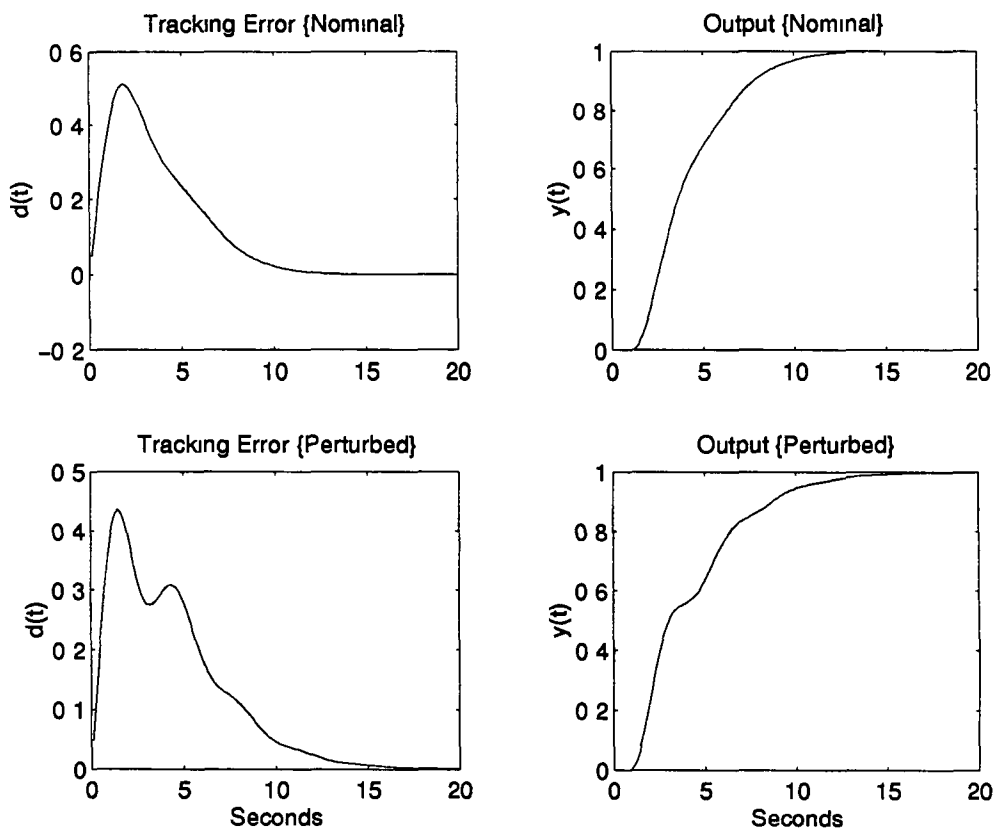 Tracking Error {Nominal}
0 6
0 4
0 2
0
−0 2
d(t)
0 5 10 15 20
Output {Nominal}
1
0 8
0 6
0 4
0 2
0
y(t)
0 5 10 15 20
Tracking Error {Perturbed}
0 5
0 4
0 3
0 2
0 1
0
d(t)
0 5 10 15 20
Seconds
Output {Perturbed}
1
0 8
0 6
0 4
0 2
0
y(t)
0 5 10 15 20
Seconds